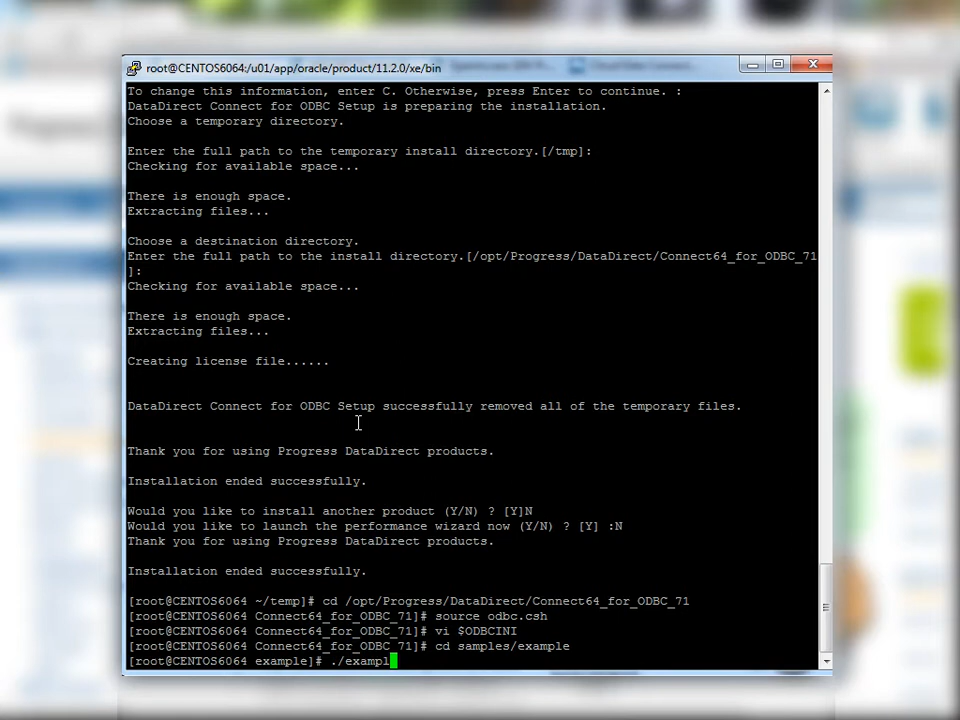 root@CENTOS6064:/u01/app/oracle/product/11.2.0/xe/bin
To change this information, enter C. Otherwise, press Enter to continue. :
DataDirect Connect for ODBC Setup is preparing the installation.
Choose a temporary directory.
Enter the full path to the temporary install directory.[/tmp]:
Checking for available space...
There is enough space.
Extracting files...
Choose a destination directory.
Enter the full path to the install directory.[/opt/Progress/DataDirect/Connect64_for_ODBC_71
]:
Checking for available space...
There is enough space.
Extracting files...
Creating license file......
DataDirect Connect for ODBC Setup successfully removed all of the temporary files.
Thank you for using Progress DataDirect products.
Installation ended successfully.
Would you like to install another product (Y/N) ? [Y]N
Would you like to launch the performance wizard now (Y/N) ? [Y] :N
Thank you for using Progress DataDirect products.
Installation ended successfully.
[root@CENTOS6064 ~/temp]# cd /opt/Progress/DataDirect/Connect64_for_ODBC_71
[root@CENTOS6064 Connect64_for_ODBC_71]# source odbc.csh
[root@CENTOS6064 Connect64_for_ODBC_71]# vi $ODBCINI
[root@CENTOS6064 Connect64_for_ODBC_71]# cd samples/example
[root@CENTOS6064 example]# ./exampl